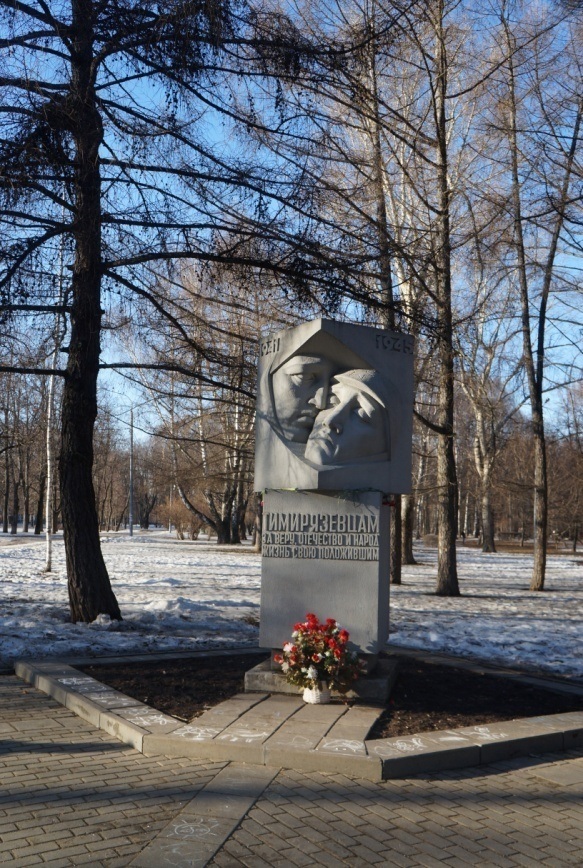 1941 1945
ТИМИРЯЗЕВЦАМ
ЗА ВЕРУ, ОТЕЧЕСТВО И НАРОД
ЖИЗНЬ СВОЮ ПОЛОЖИВШИМ